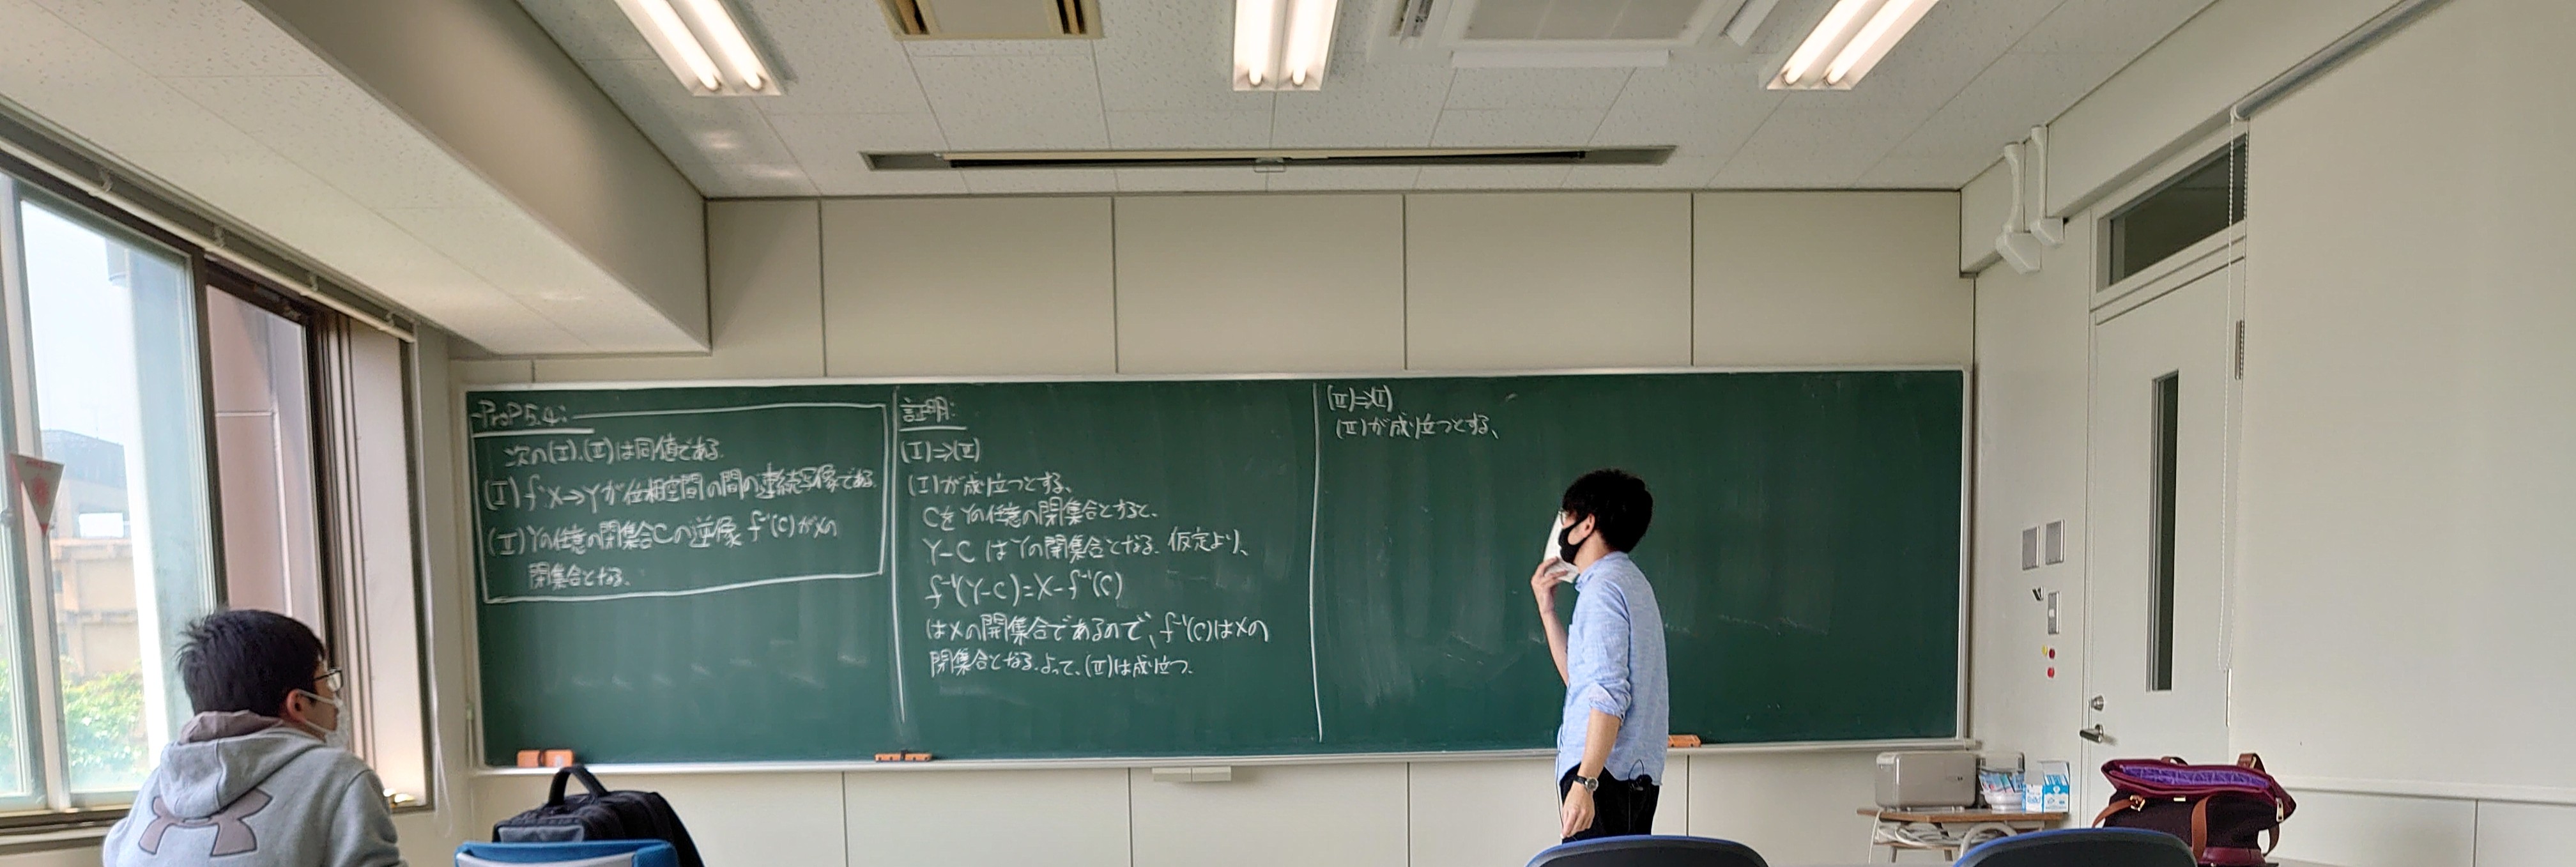 Prop 5.4:
次の(I)、(II)は同値である。
(I) f:X→Yが位相空間の間の連続写像である。
(II) Yの任意の閉集合Cの逆像 f⁻¹(C)がXの
閉集合となる。
証明:
(I)⇒(II)
(I)が成り立つとする、
CをYの任意の閉集合とすると、
Y-CはYの開集合となる。仮定より、
f⁻¹(Y-C)=X-f⁻¹(C)
はXの開集合であるので、f⁻¹(C)はXの
閉集合となる。よって、(II)は成り立つ。
(II)⇒(I)
(II)が成り立つとする、